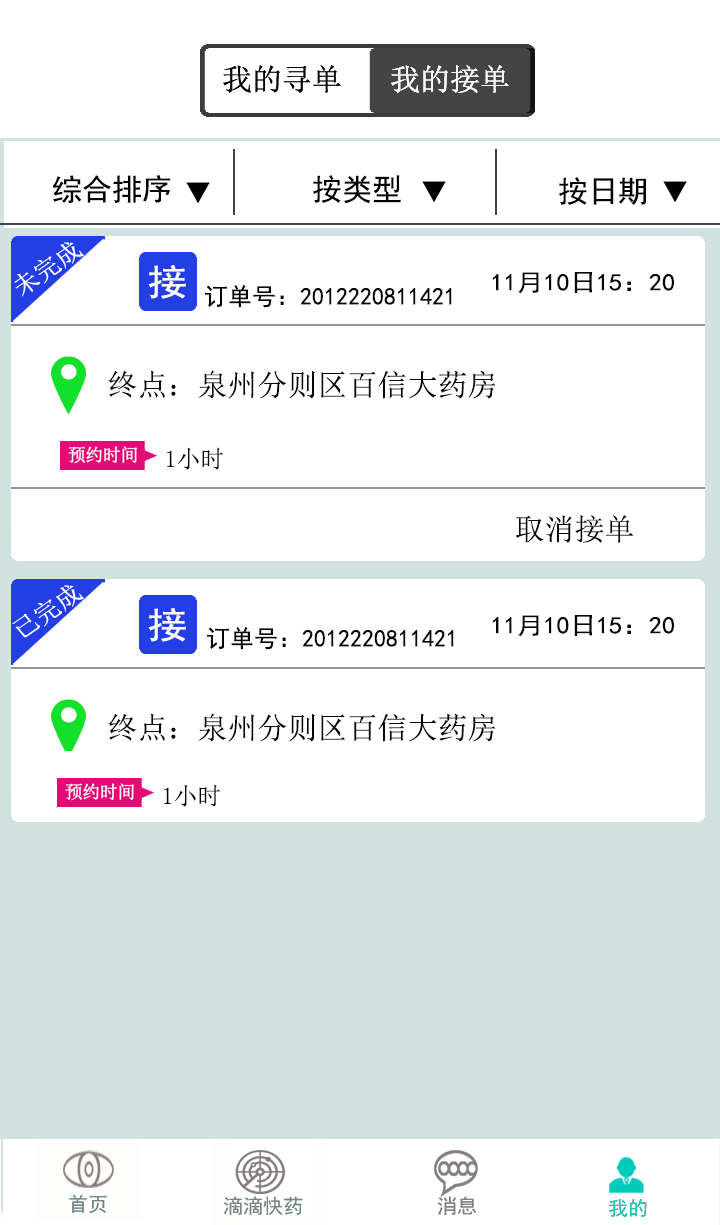 我的寻单 我的接单
综合排序 ▼ 按类型 ▼ 按日期 ▼
未完成 接 订单号：2012220811421 11月10日15：20
终点：泉州分则区百信大药房
预约时间 1小时
取消接单
已完成 接 订单号：2012220811421 11月10日15：20
终点：泉州分则区百信大药房
预约时间 1小时
首页 滴滴快药 消息 我的